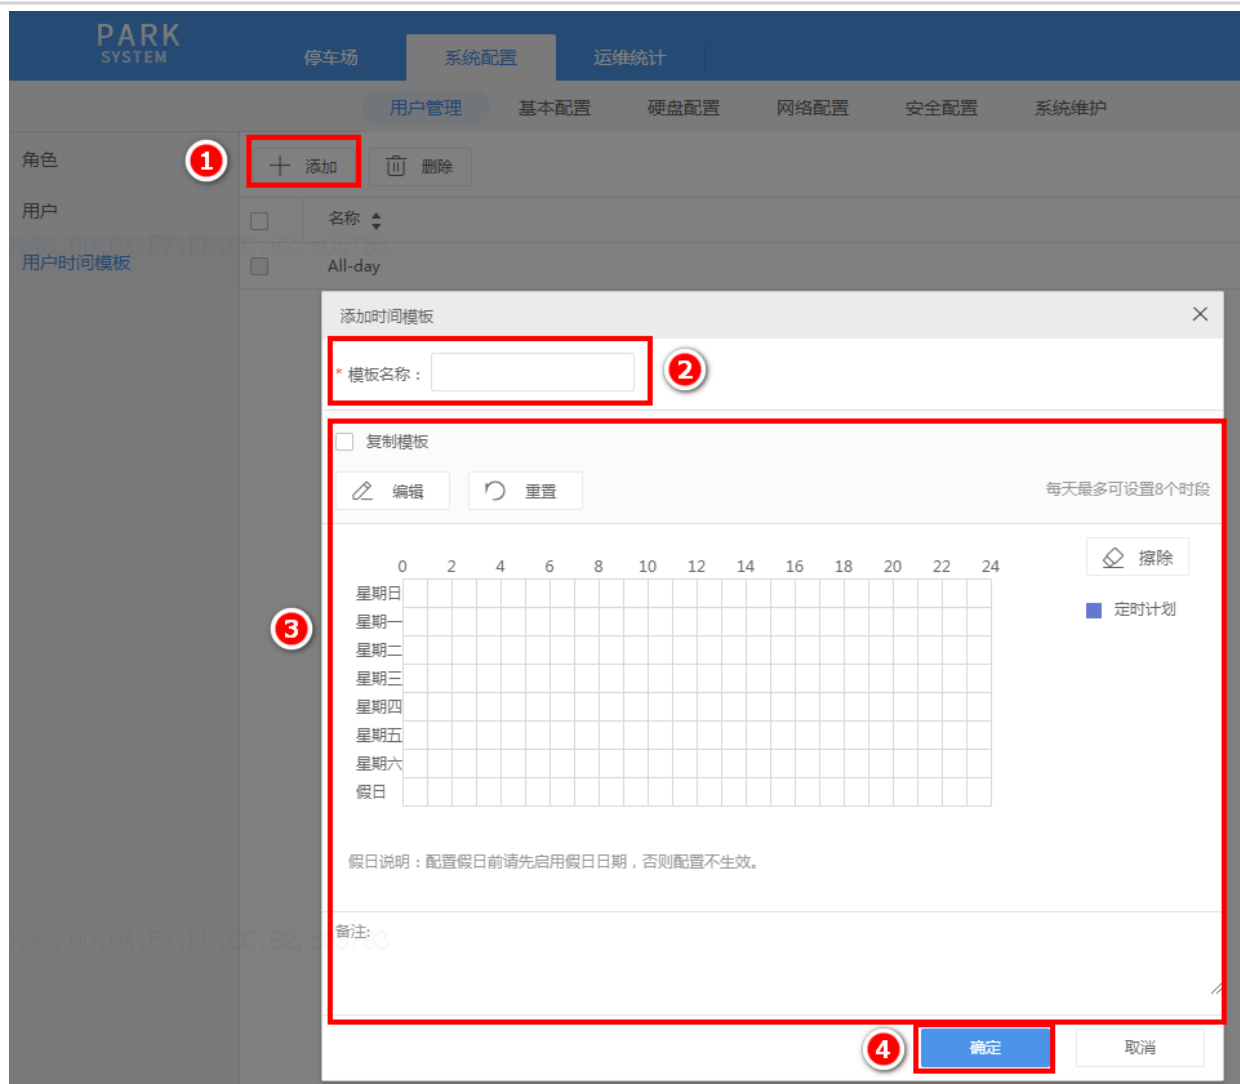 PARK
SYSTEM
停车场 系统配置 运维统计
用户管理 基本配置 硬盘配置 网络配置 安全配置 系统维护
角色
用户
用户时间模板
1
添加 删除
名称
All-day
添加时间模板
* 模板名称：
2
复制模板
编辑 重置 每天最多可设置8个时段
擦除
定时计划
0 2 4 6 8 10 12 14 16 18 20 22 24
星期日
星期一
星期二
3
星期三
星期四
星期五
星期六
假日
假日说明：配置假日前请先启用假日日期，否则配置不生效。
备注:
4
确定 取消